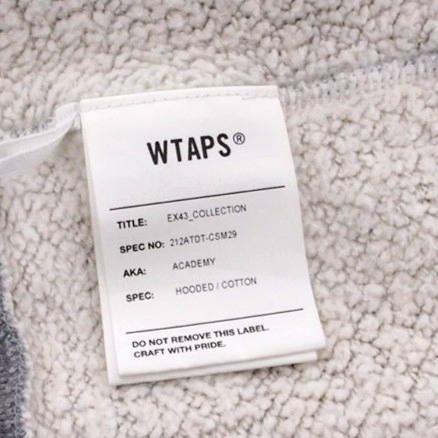 WTAPS®
TITLE: EX43_COLLECTION
SPEC NO: 212ATDT-CSM29
AKA: ACADEMY
SPEC: HOODED / COTTON
DO NOT REMOVE THIS LABEL.
CRAFT WITH PRIDE.